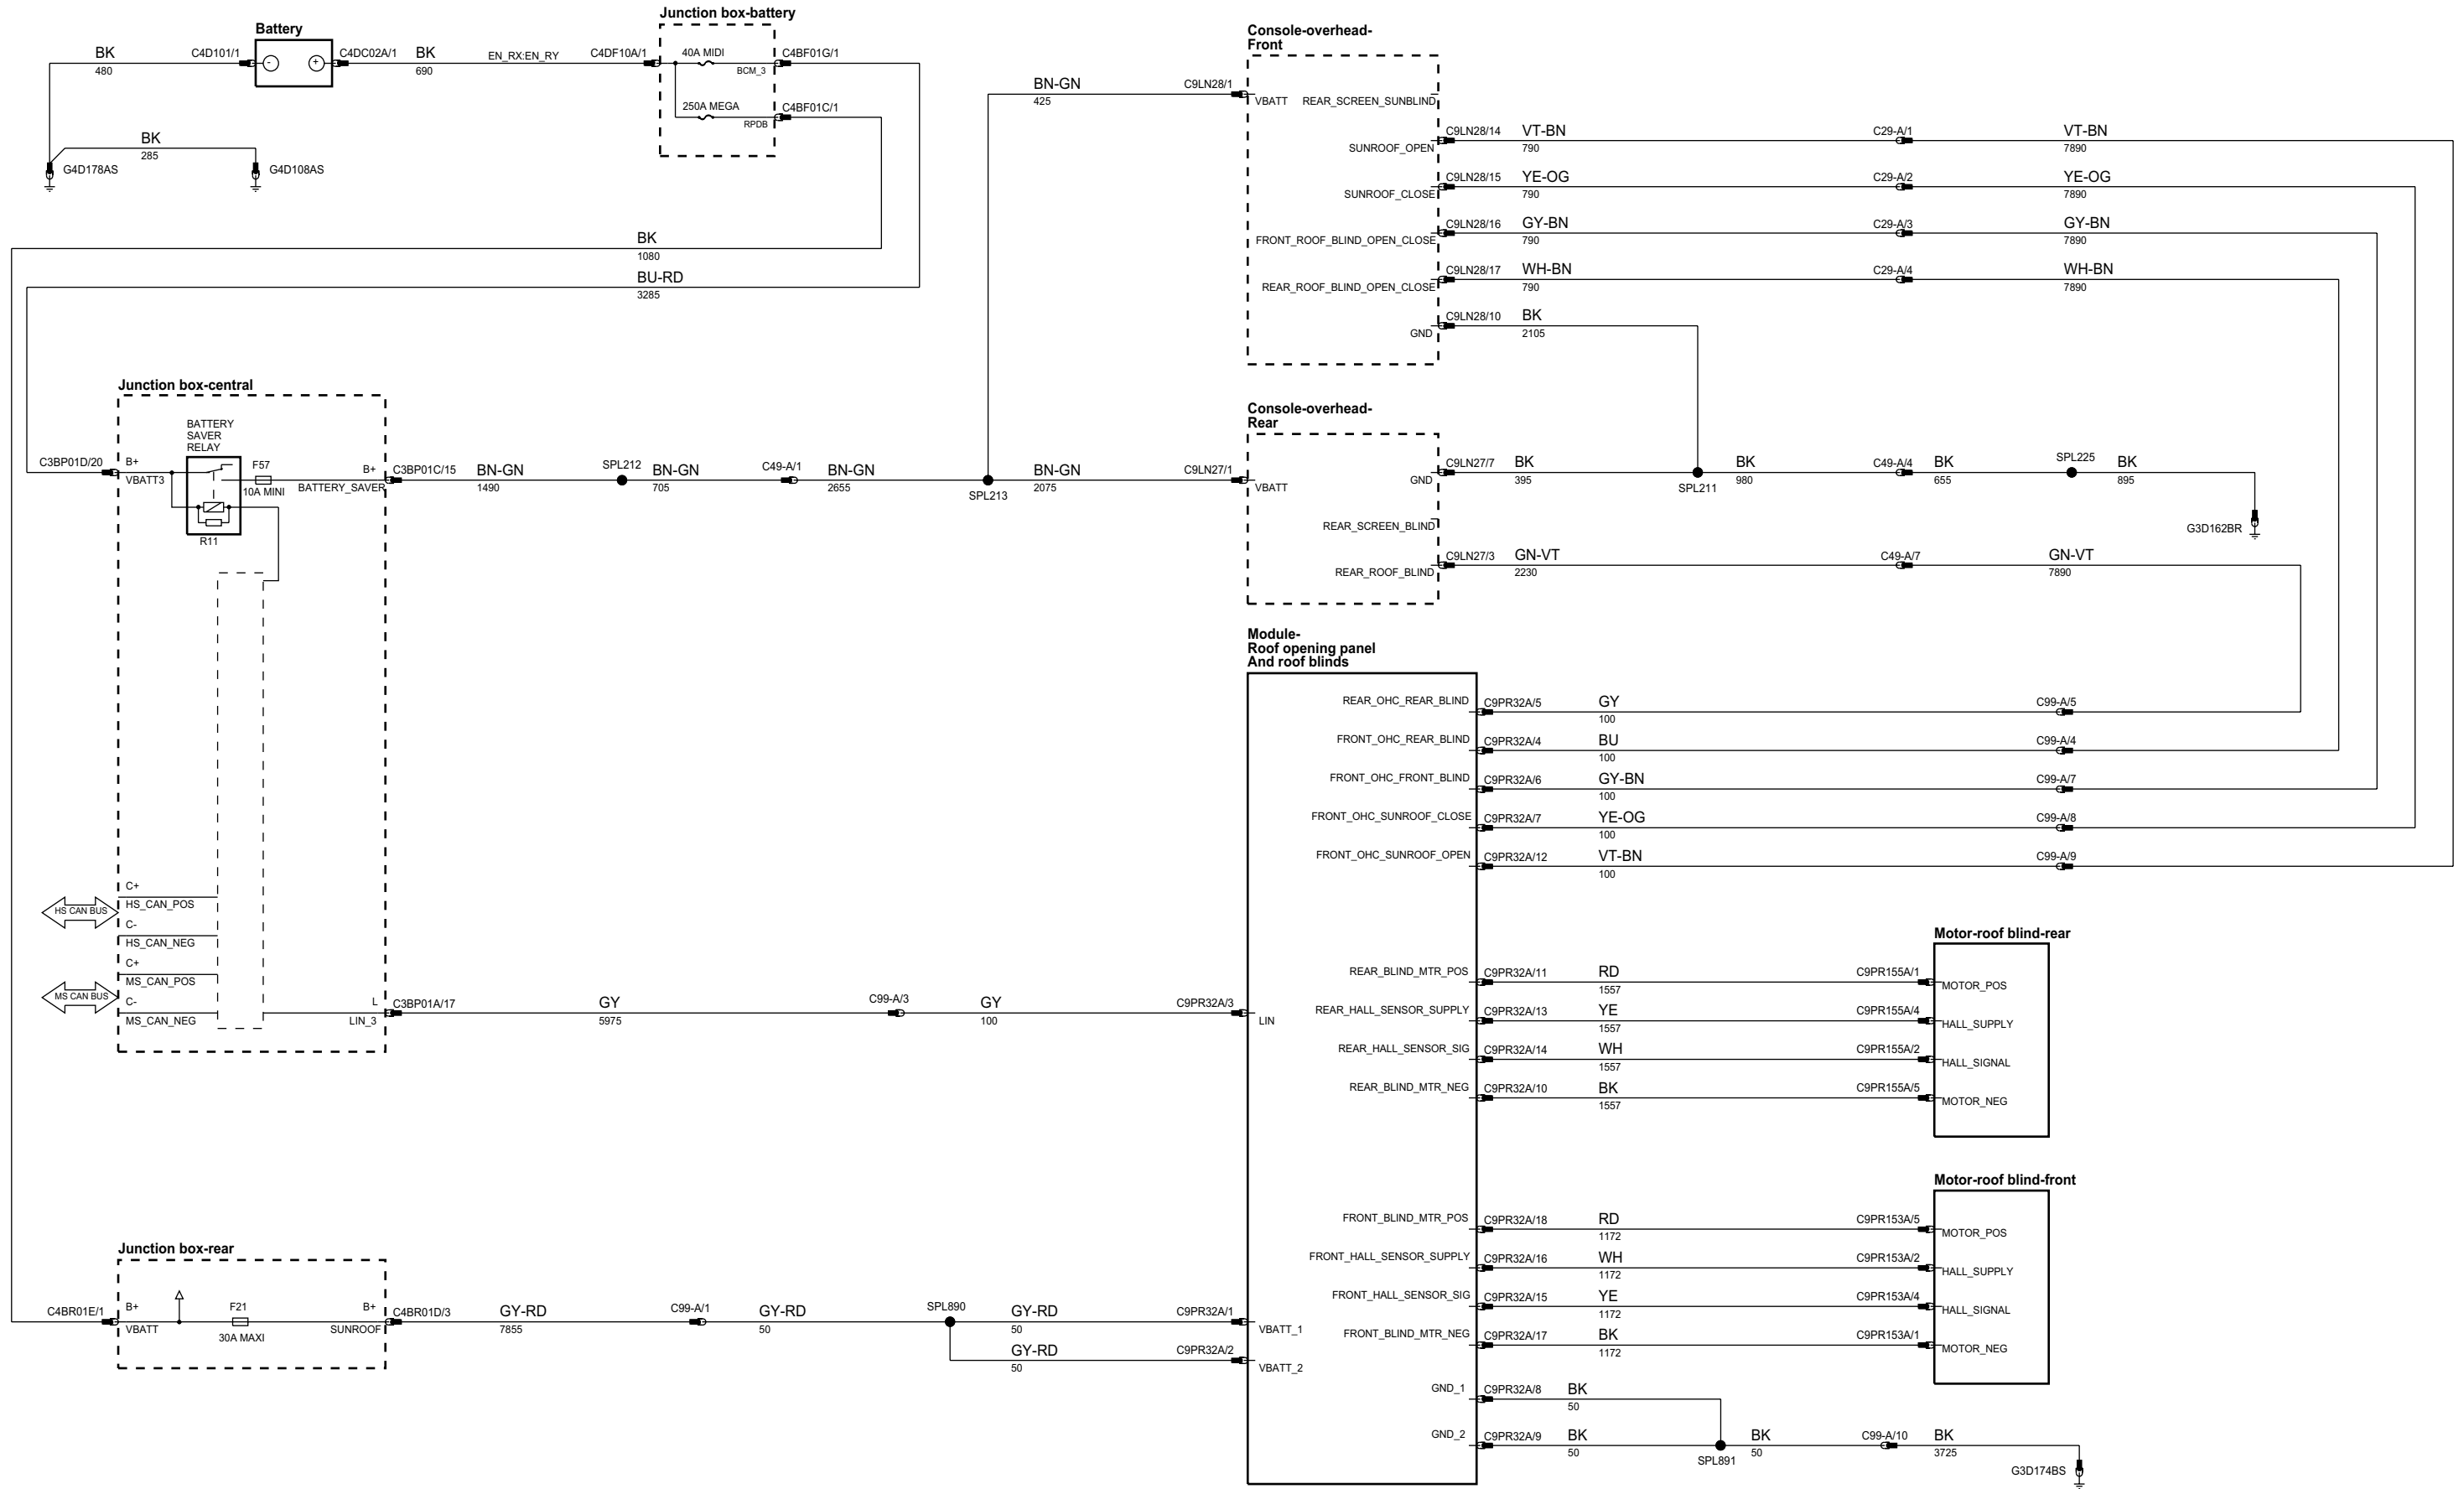 Battery
BK
480
C4D101/1
-
+
C4DC02A/1
BK
690
EN_RX:EN_RY
C4DF10A/1
BK
285
G4D178AS
G4D108AS
Junction box-battery
40A MIDI
BCM_3
C4BF01G/1
250A MEGA
RPDB
C4BF01C/1
BK
1080
BU-RD
3285
Console-overhead-
Front
BN-GN
425
C9LN28/1
VBATT
REAR_SCREEN_SUNBLIND
SUNROOF_OPEN
C9LN28/14
VT-BN
790
C29-A/1
VT-BN
7890
SUNROOF_CLOSE
C9LN28/15
YE-OG
790
C29-A/2
YE-OG
7890
FRONT_ROOF_BLIND_OPEN_CLOSE
C9LN28/16
GY-BN
790
C29-A/3
GY-BN
7890
REAR_ROOF_BLIND_OPEN_CLOSE
C9LN28/17
WH-BN
790
C29-A/4
WH-BN
7890
GND
C9LN28/10
BK
2105
Junction box-central
BATTERY
SAVER
RELAY
C3BP01D/20
B+
VBATT3
F57
10A MINI
R11
B+
BATTERY_SAVER
C3BP01C/15
BN-GN
1490
SPL212
BN-GN
705
C49-A/1
BN-GN
2655
SPL213
BN-GN
2075
C9LN27/1
Console-overhead-
Rear
VBATT
GND
C9LN27/7
BK
395
SPL211
BK
980
C49-A/4
BK
655
SPL225
BK
895
G3D162BR
REAR_SCREEN_BLIND
REAR_ROOF_BLIND
C9LN27/3
GN-VT
2230
C49-A/7
GN-VT
7890
Module-
Roof opening panel
And roof blinds
REAR_OHC_REAR_BLIND
C9PR32A/5
GY
100
C99-A/5
FRONT_OHC_REAR_BLIND
C9PR32A/4
BU
100
C99-A/4
FRONT_OHC_FRONT_BLIND
C9PR32A/6
GY-BN
100
C99-A/7
FRONT_OHC_SUNROOF_CLOSE
C9PR32A/7
YE-OG
100
C99-A/8
FRONT_OHC_SUNROOF_OPEN
C9PR32A/12
VT-BN
100
C99-A/9
HS CAN BUS
C+
HS_CAN_POS
C-
HS_CAN_NEG
MS CAN BUS
C+
MS_CAN_POS
C-
MS_CAN_NEG
L
LIN_3
C3BP01A/17
GY
5975
C99-A/3
GY
100
C9PR32A/3
LIN
Motor-roof blind-rear
REAR_BLIND_MTR_POS
C9PR32A/11
RD
1557
C9PR155A/1
MOTOR_POS
REAR_HALL_SENSOR_SUPPLY
C9PR32A/13
YE
1557
C9PR155A/4
HALL_SUPPLY
REAR_HALL_SENSOR_SIG
C9PR32A/14
WH
1557
C9PR155A/2
HALL_SIGNAL
REAR_BLIND_MTR_NEG
C9PR32A/10
BK
1557
C9PR155A/5
MOTOR_NEG
Motor-roof blind-front
FRONT_BLIND_MTR_POS
C9PR32A/18
RD
1172
C9PR153A/5
MOTOR_POS
FRONT_HALL_SENSOR_SUPPLY
C9PR32A/16
WH
1172
C9PR153A/2
HALL_SUPPLY
FRONT_HALL_SENSOR_SIG
C9PR32A/15
YE
1172
C9PR153A/4
HALL_SIGNAL
FRONT_BLIND_MTR_NEG
C9PR32A/17
BK
1172
C9PR153A/1
MOTOR_NEG
Junction box-rear
C4BR01E/1
B+
VBATT
F21
30A MAXI
B+
SUNROOF
C4BR01D/3
GY-RD
7855
C99-A/1
GY-RD
50
SPL890
GY-RD
50
C9PR32A/1
VBATT_1
GY-RD
50
C9PR32A/2
VBATT_2
GND_1
C9PR32A/8
BK
50
GND_2
C9PR32A/9
BK
50
SPL891
BK
50
C99-A/10
BK
3725
G3D174BS